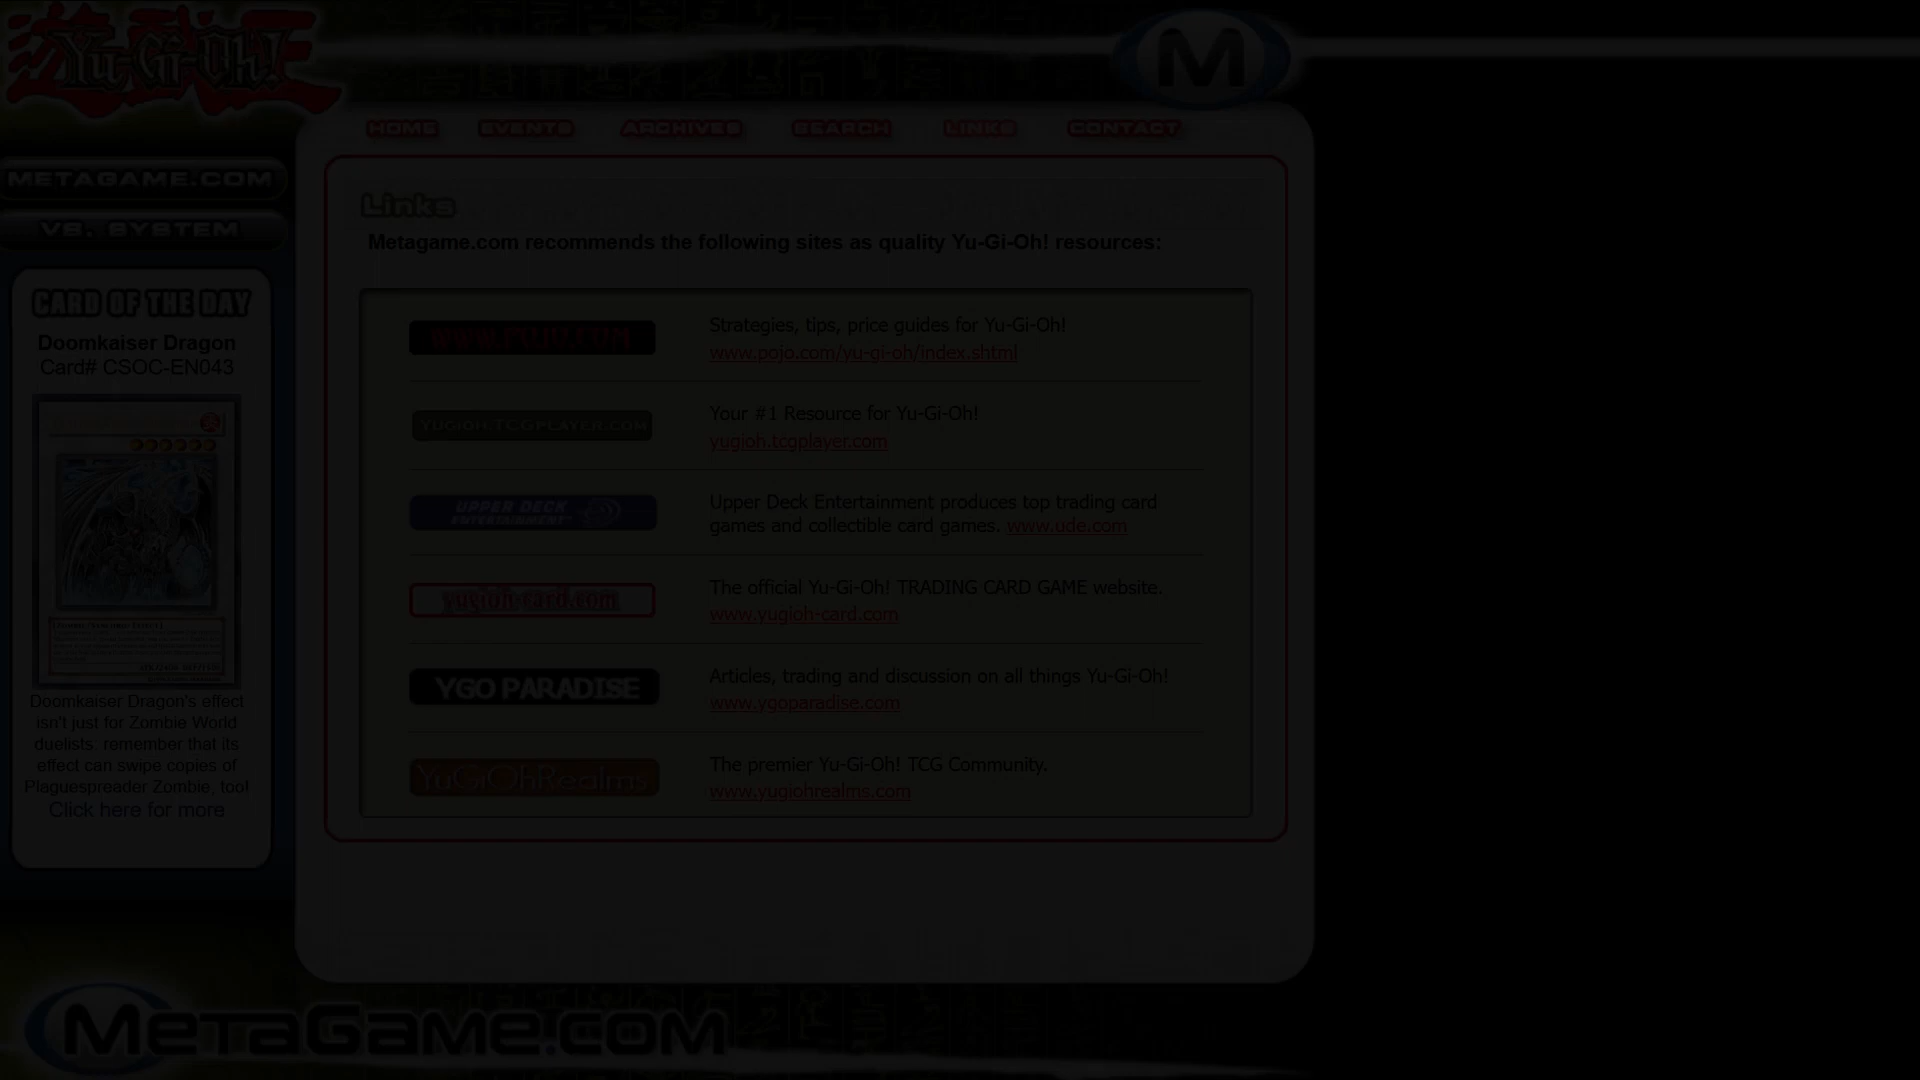 Yu-Gi-Oh!
M
HOME EVENTS ARCHIVES SEARCH LINKS CONTACT
METAGAME.COM
VS. SYSTEM
CARD OF THE DAY
Doomkaiser Dragon
Card# CSOC-EN043
Doomkaiser Dragon's effect
isn't just for Zombie World
duelists remember that its
effect can swipe copies of
Plaguespreader Zombie, too!
Click here for more
Links
Metagame.com recommends the following sites as quality Yu-Gi-Oh! resources:
WWW.POJO.COM
Strategies, tips, price guides for Yu-Gi-Oh!
www.pojo.com/yu-gi-oh/index.shtml
YUGIOH.TCGPLAYER.COM
Your #1 Resource for Yu-Gi-Oh!
yugioh.tcgplayer.com
UPPER DECK
ENTERTAINMENT
Upper Deck Entertainment produces top trading card
games and collectible card games. www.ude.com
yugioh-card.com
The official Yu-Gi-Oh! TRADING CARD GAME website.
www.yugioh-card.com
YGO PARADISE
Articles, trading and discussion on all things Yu-Gi-Oh!
www.ygoparadise.com
YuGiOhRealms
The premier Yu-Gi-Oh! TCG Community.
www.yugiohrealms.com
METAGAME.COM